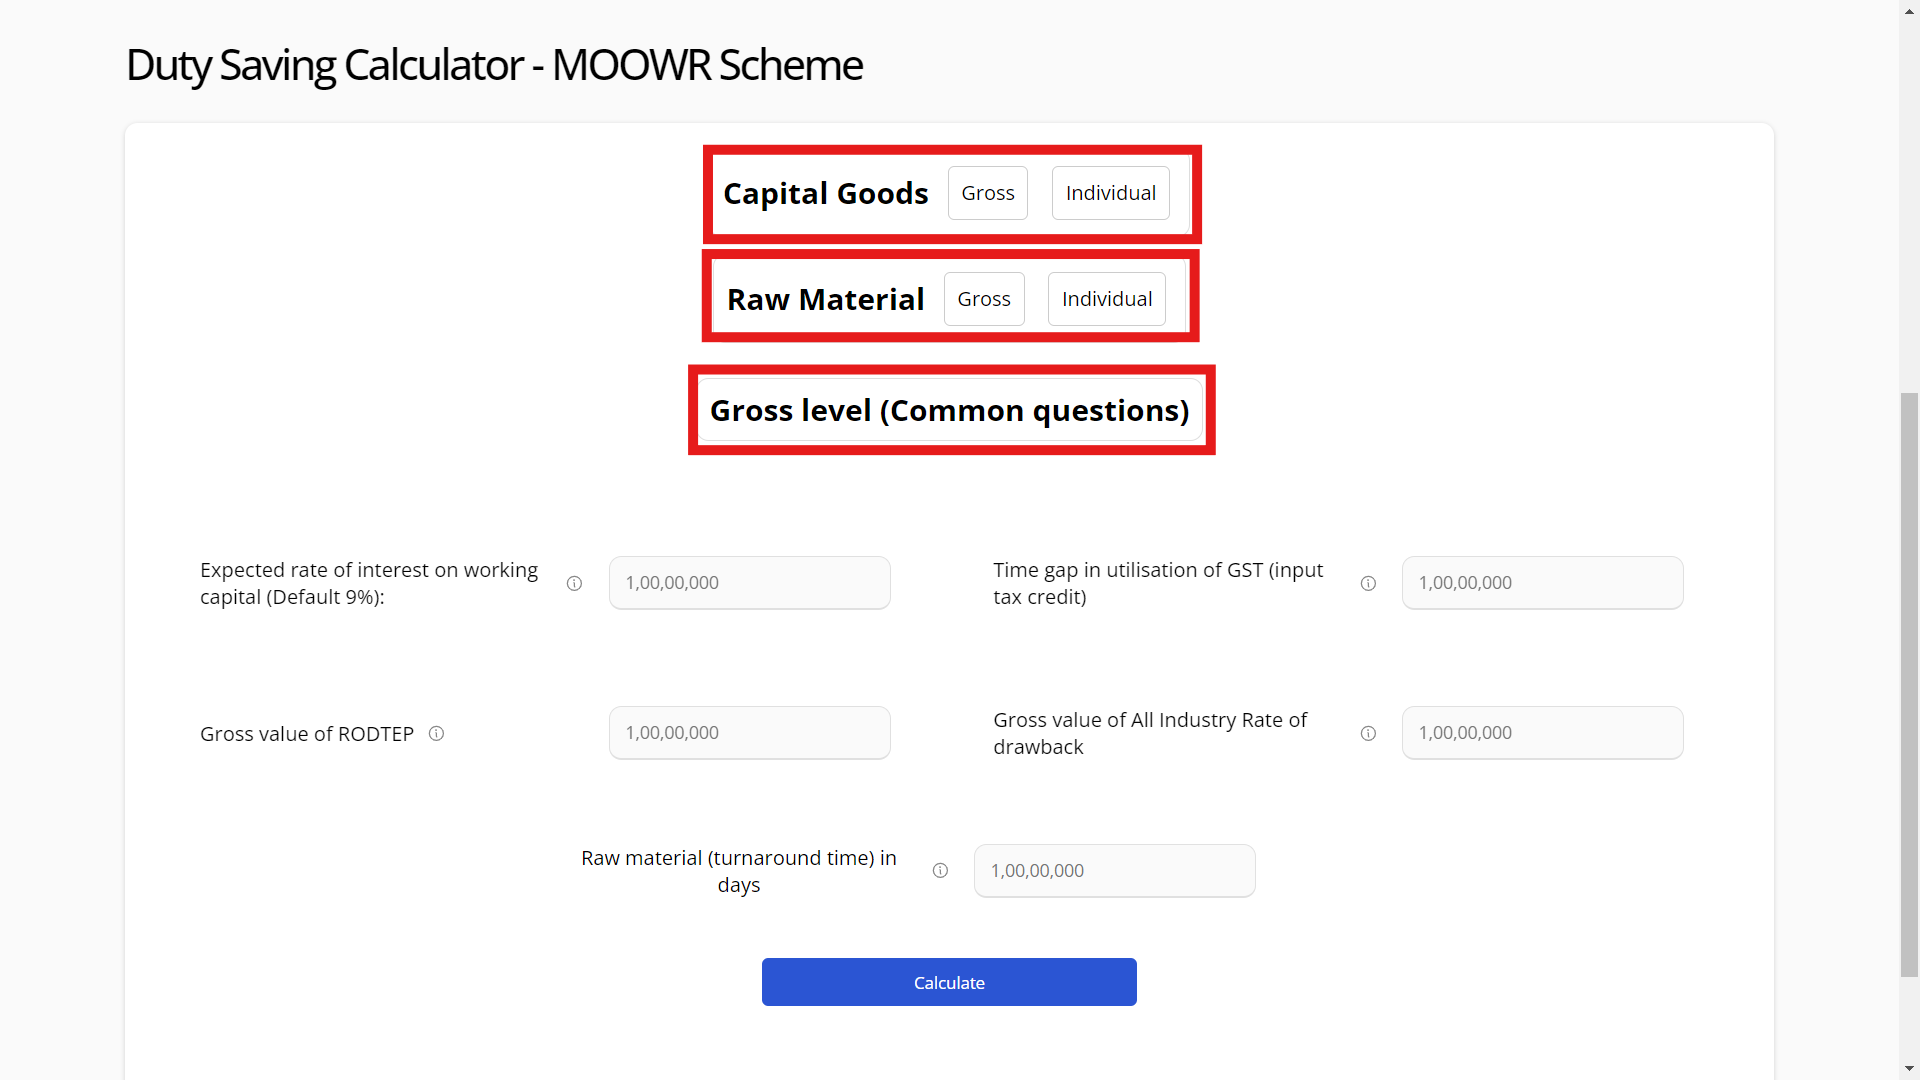 Duty Saving Calculator - MOOWR Scheme
Capital Goods Gross Individual
Raw Material Gross Individual
Gross level (Common questions)
Expected rate of interest on working
capital (Default 9%):
1,00,00,000
Time gap in utilisation of GST (input
tax credit)
1,00,00,000
Gross value of RODTEP
1,00,00,000
Gross value of All Industry Rate of
drawback
1,00,00,000
Raw material (turnaround time) in
days
1,00,00,000
Calculate